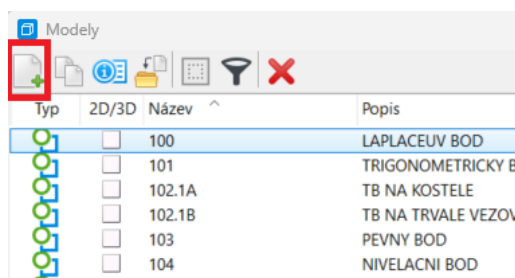 Modely
Typ 2D/3D Název Popis
100 LAPLACEUV BOD
101 TRIGONOMETRICKY
102.1A TB NA KOSTELE
102.1B TB NA TRVALE
103 PEVNY BOD
104 NIVELACNI BOD